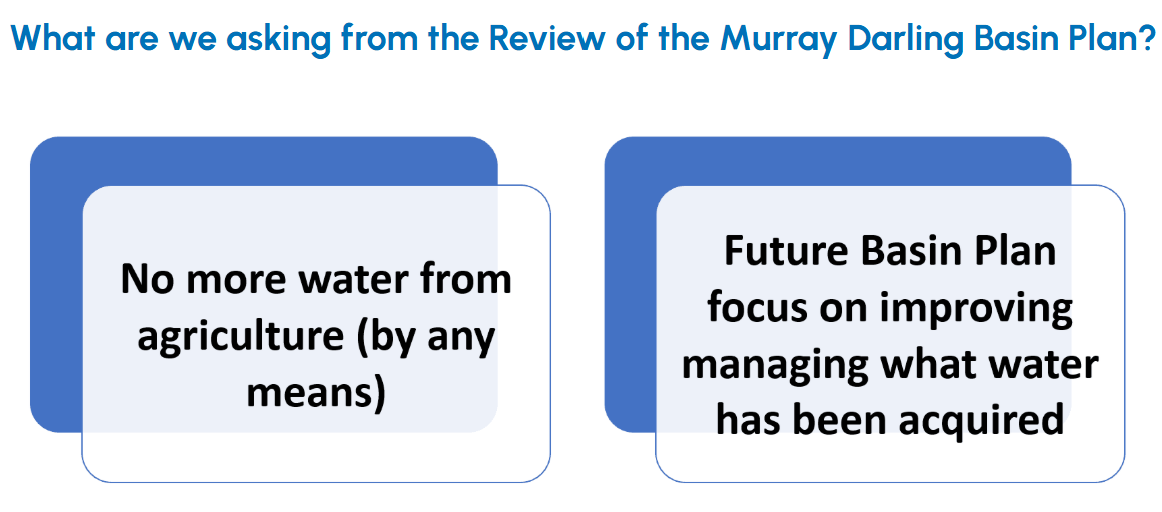 What are we asking from the Review of the Murray Darling Basin Plan?
No more water from
agriculture (by any
means)
Future Basin Plan
focus on improving
managing what water
has been acquired